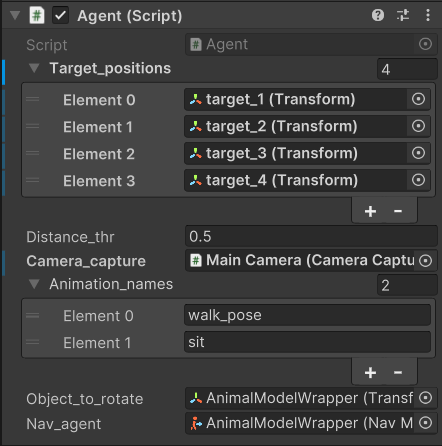 Agent (Script)
Script Agent
Target_positions 4
Element 0 target_1 (Transform)
Element 1 target_2 (Transform)
Element 2 target_3 (Transform)
Element 3 target_4 (Transform)
+ -
Distance_thr 0.5
Camera_capture Main Camera (Camera Captu
Animation_names 2
Element 0 walk_pose
Element 1 sit
+ -
Object_to_rotate AnimalModelWrapper (Transf
Nav_agent AnimalModelWrapper (Nav M